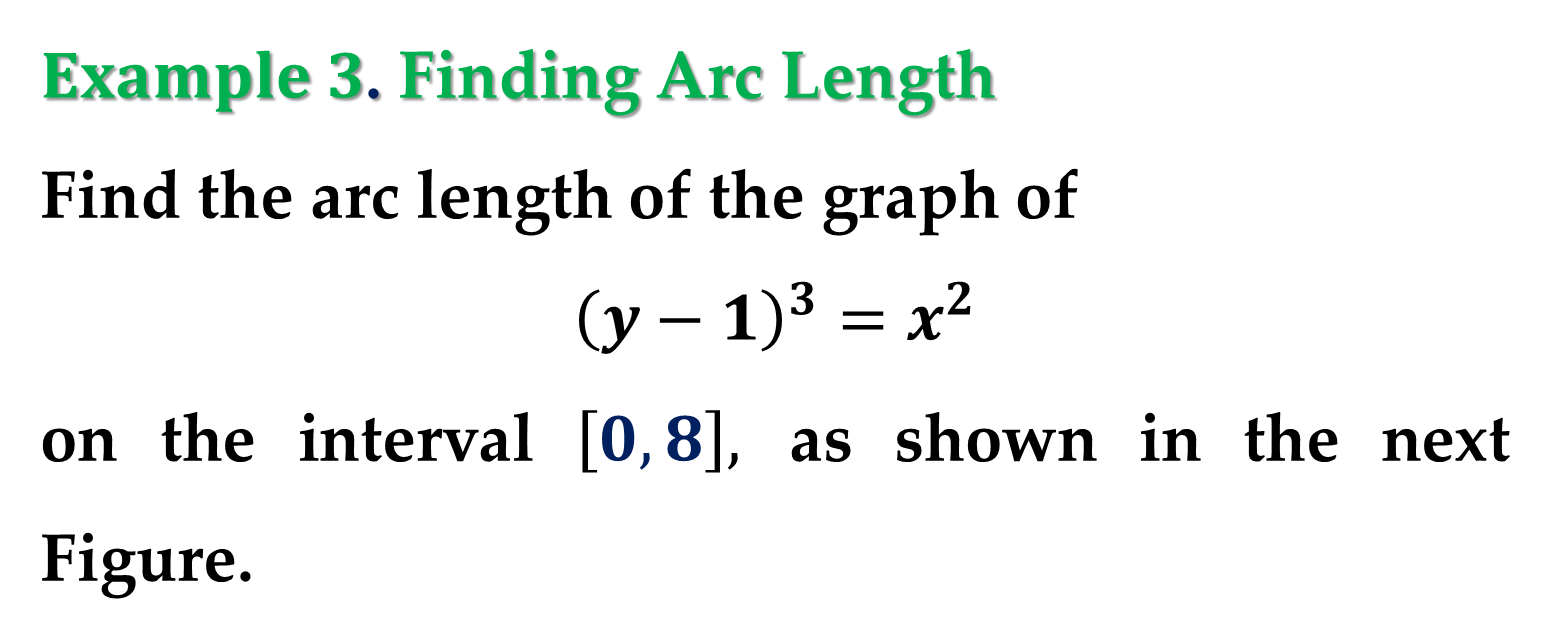 Example 3. Finding Arc Length
Find the arc length of the graph of
(y − 1)³ = x²
on the interval [0, 8], as shown in the next
Figure.